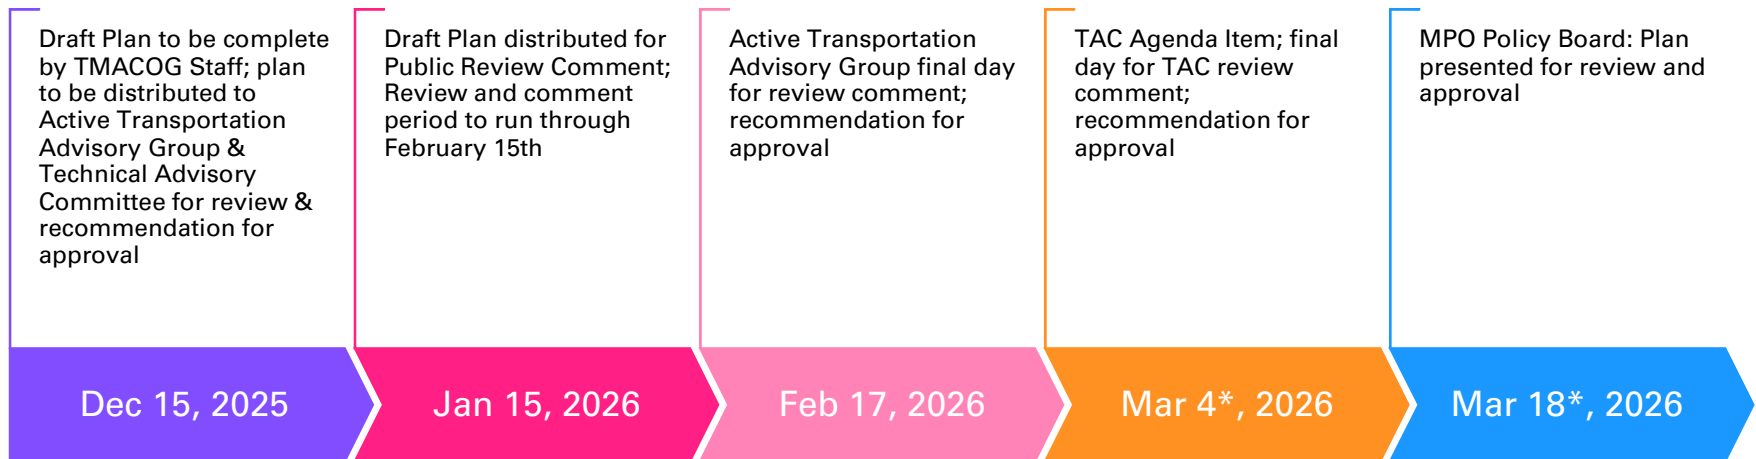 Draft Plan to be complete
by TMACOG Staff; plan
to be distributed to
Active Transportation
Advisory Group &
Technical Advisory
Committee for review &
recommendation for
approval
Draft Plan distributed for
Public Review Comment;
Review and comment
period to run through
February 15th
Active Transportation
Advisory Group final day
for review comment;
recommendation for
approval
TAC Agenda Item; final
day for TAC review
comment;
recommendation for
approval
MPO Policy Board: Plan
presented for review and
approval
Dec 15, 2025
Jan 15, 2026
Feb 17, 2026
Mar 4*, 2026
Mar 18*, 2026